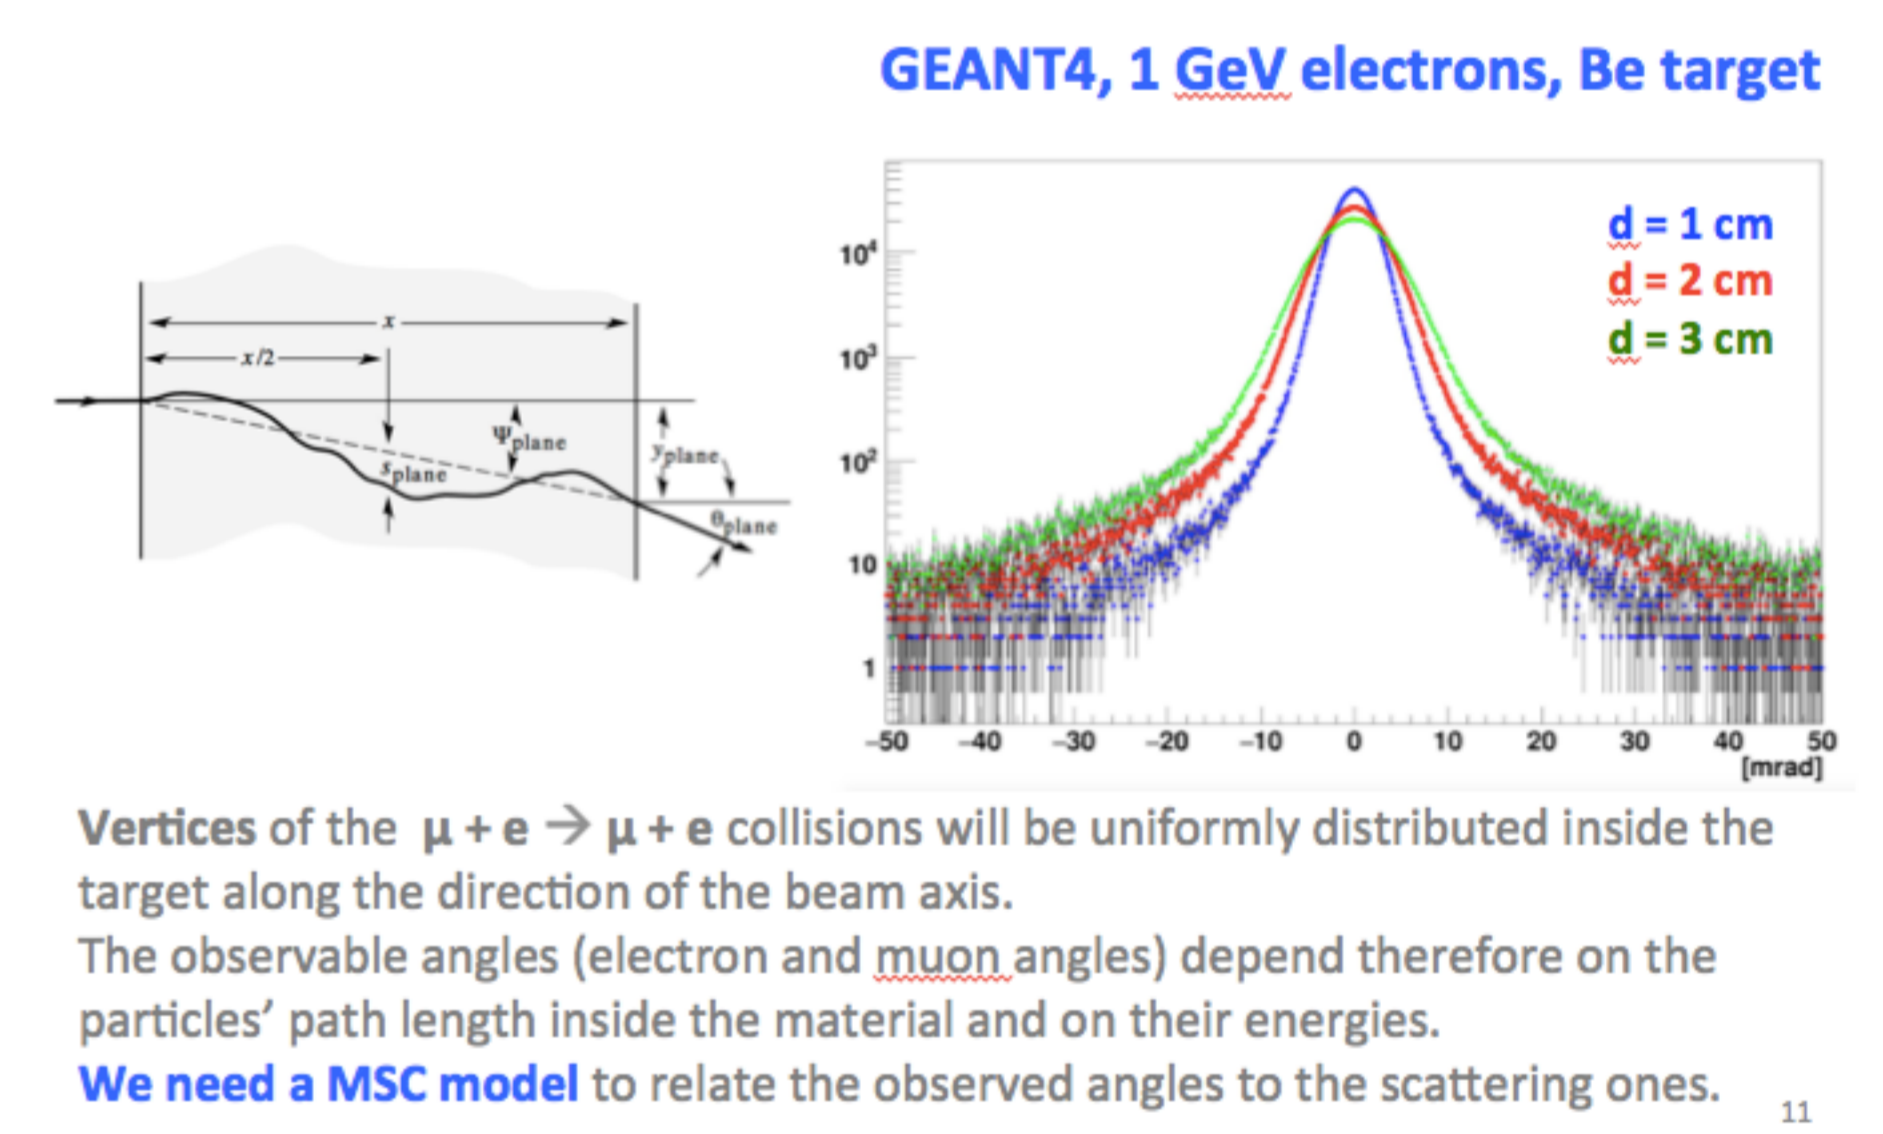 GEANT4, 1 GeV electrons, Be target
x
x/2
Ψplane
splane
yplane
θplane
d = 1 cm
d = 2 cm
d = 3 cm
10⁴
10³
10²
10
1
−50 −40 −30 −20 −10 0 10 20 30 40 50
[mrad]
Vertices of the μ + e → μ + e collisions will be uniformly distributed inside the
target along the direction of the beam axis.
The observable angles (electron and muon angles) depend therefore on the
particles’ path length inside the material and on their energies.
We need a MSC model to relate the observed angles to the scattering ones.
11